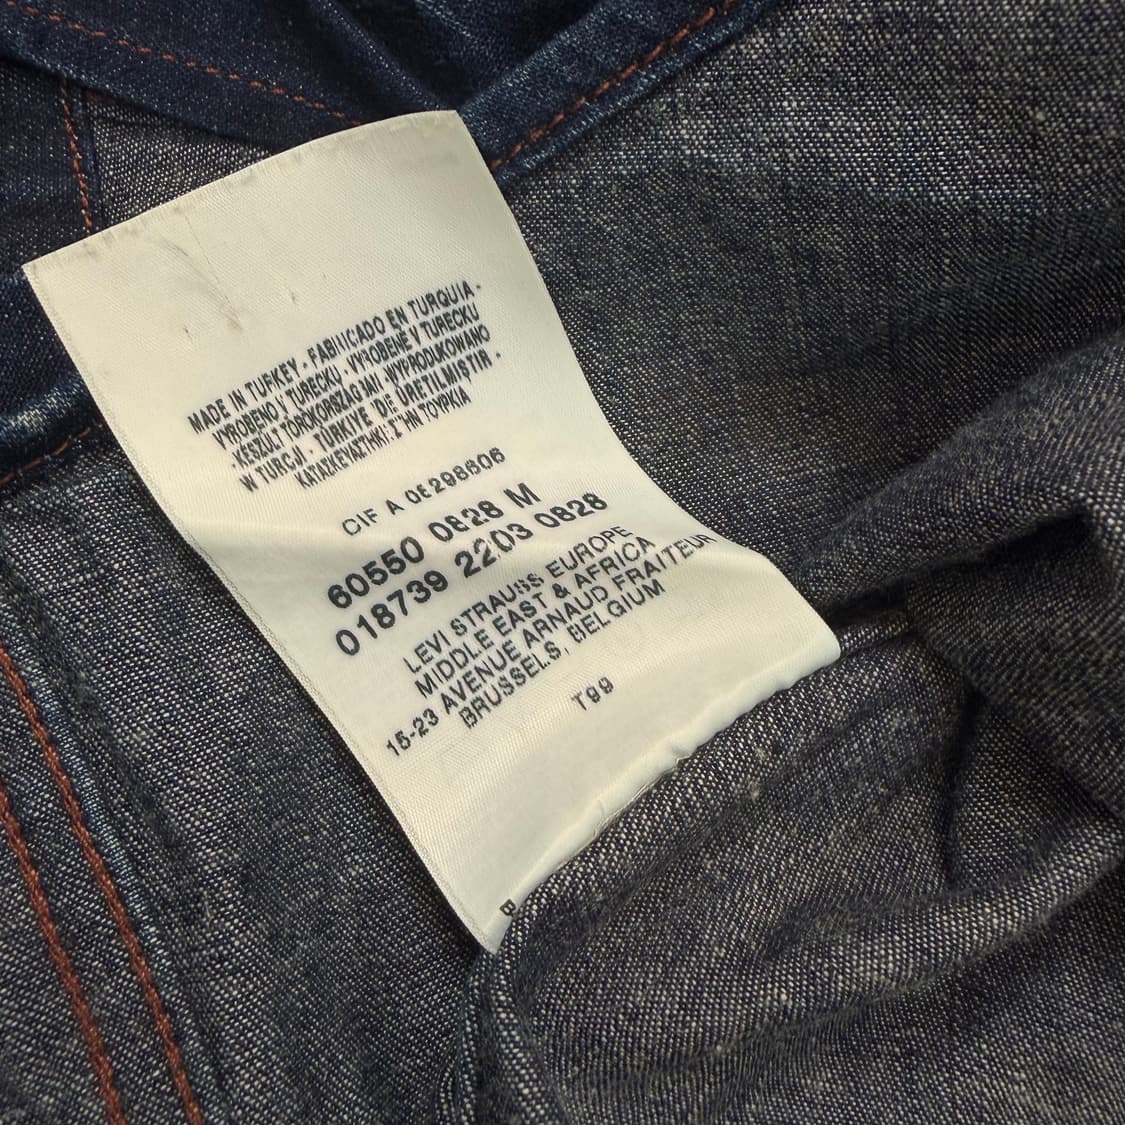 MADE IN TURKEY - FABRICADO EN TURQUIA -
VYROBENO V TURECKU, VYROBENÉ V TURECKU
- KÉSZÜLT TÖRÖKORSZÁGJAN - WYPRODUKOWANO
W TURCJI - TÜRKIYE' DE ÜRETILMISTIR -
ΚΑΤΑΣΚΕΥΑΣΤΗΚΕ ΣΤΗΝ ΤΟΥΡΚΙΑ
CIF A 08298606
60550 0828 M
018739 2203 0828
LEVI STRAUSS EUROPE
MIDDLE EAST & AFRICA
15-23 AVENUE ARNAUD FRAITEUR
BRUSSELS, BELGIUM
T99